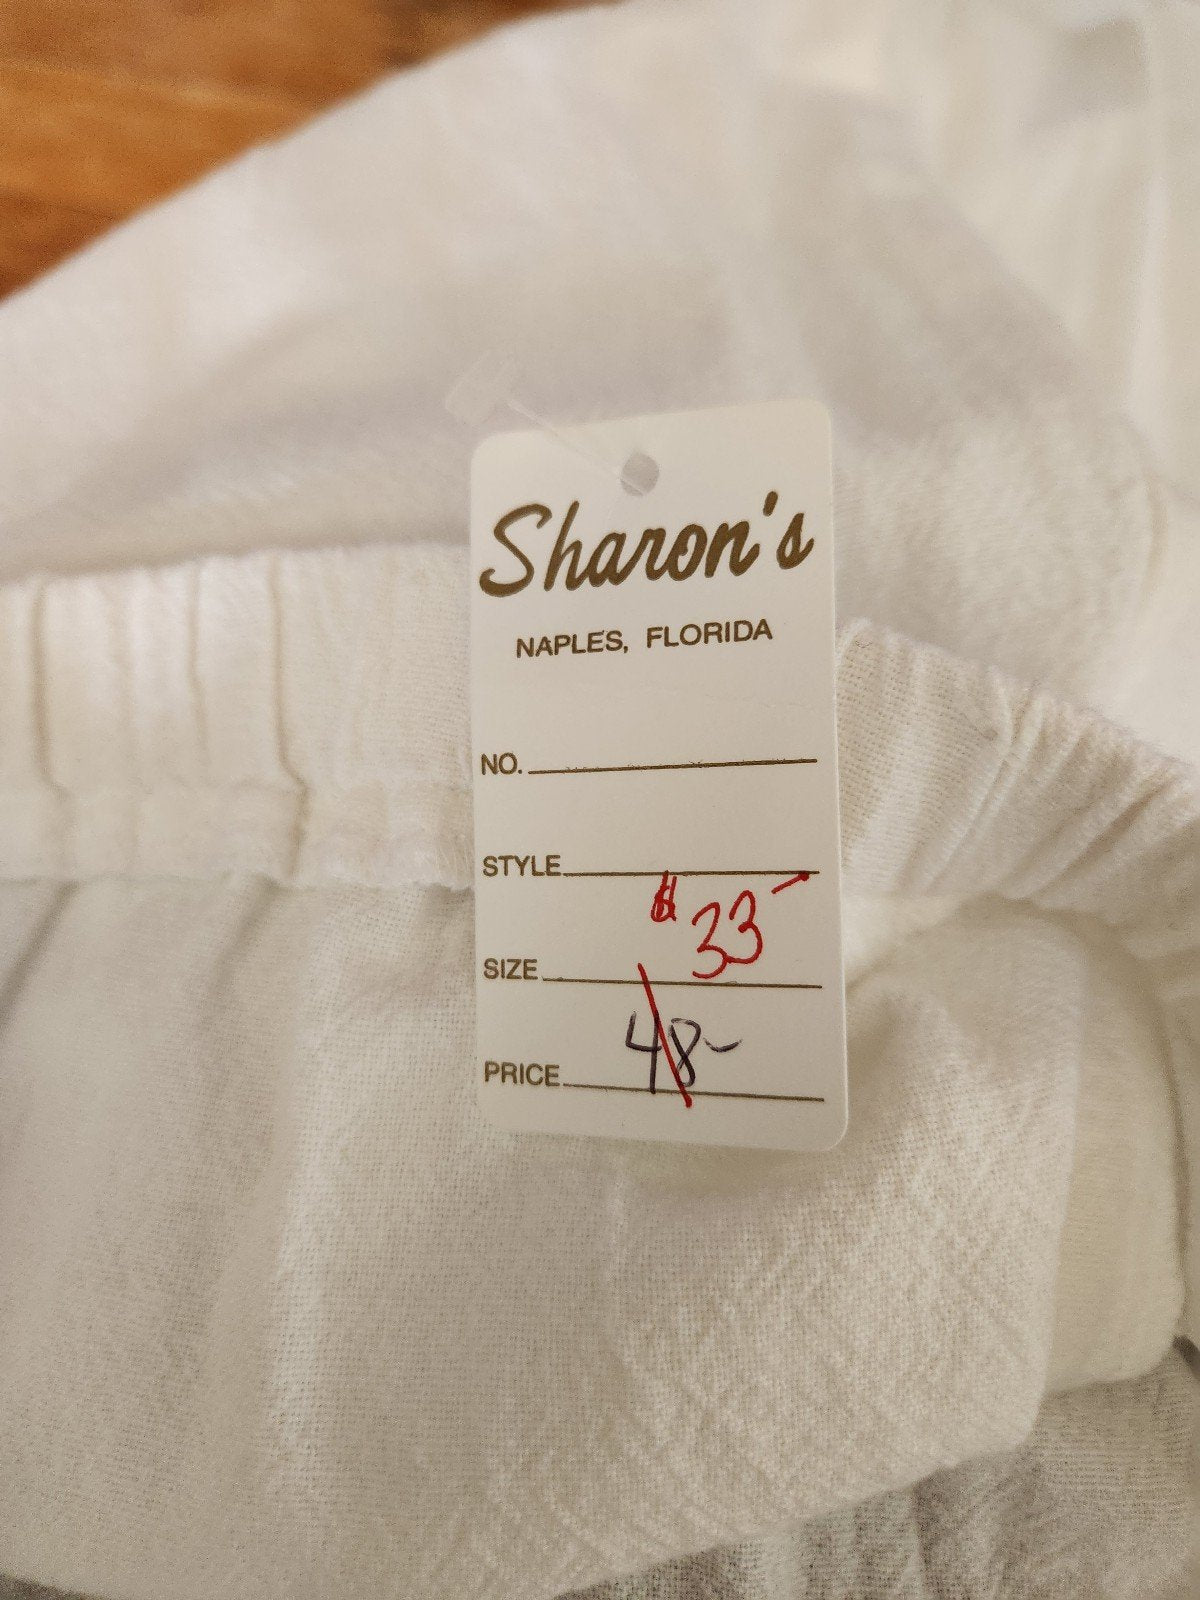 Sharon's
NAPLES, FLORIDA
NO.
STYLE
$33-
SIZE
48-
PRICE